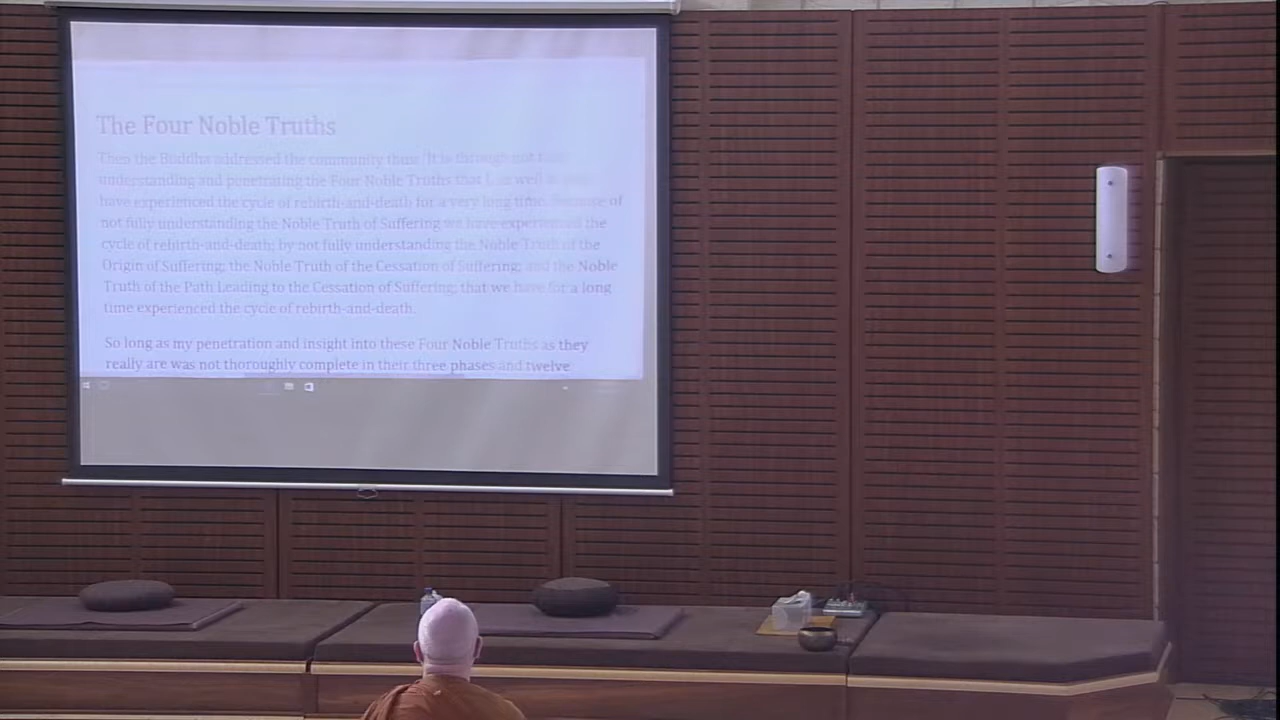 The Four Noble Truths
Then the Buddha addressed the community thus: "It is through not fully
understanding and penetrating the Four Noble Truths that I, as well as you,
have experienced the cycle of rebirth-and-death for a very long time. Because of
not fully understanding the Noble Truth of Suffering we have experienced the
cycle of rebirth-and-death; by not fully understanding the Noble Truth of the
Origin of Suffering; the Noble Truth of the Cessation of Suffering; and the Noble
Truth of the Path Leading to the Cessation of Suffering; that we have for a long
time experienced the cycle of rebirth-and-death.
So long as my penetration and insight into these Four Noble Truths as they
really are was not thoroughly complete in their three phases and twelve